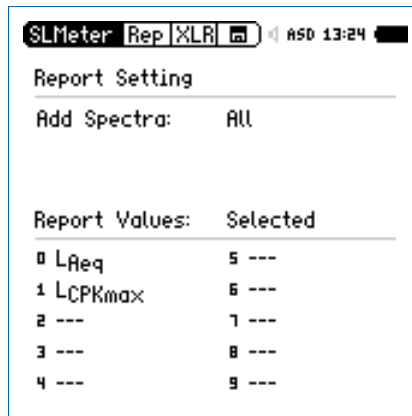 SLMeter Rep XLR ASD 13:24
Report Setting
Add Spectra: All
Report Values: Selected
0 LAeq 5 ---
1 LCPKmax 6 ---
2 --- 7 ---
3 --- 8 ---
4 --- 9 ---